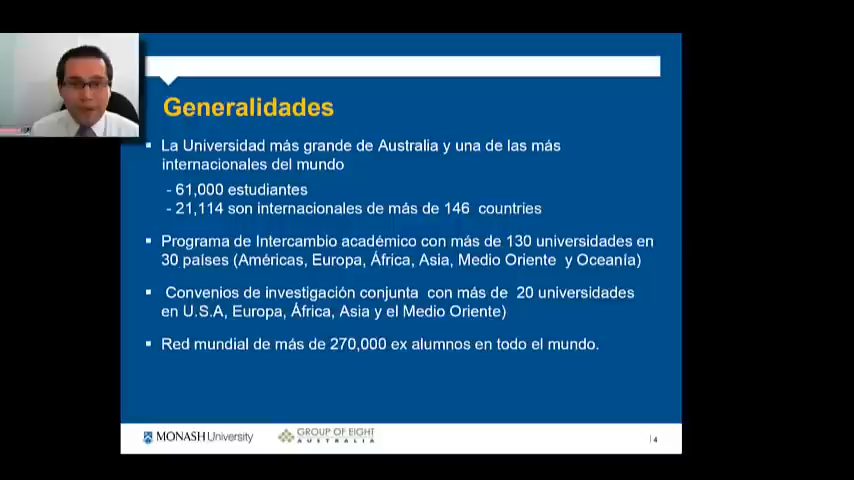 Generalidades
▪ La Universidad más grande de Australia y una de las más
internacionales del mundo
- 61,000 estudiantes
- 21,114 son internacionales de más de 146 countries
▪ Programa de Intercambio académico con más de 130 universidades en
30 países (Américas, Europa, África, Asia, Medio Oriente y Oceanía)
▪ Convenios de investigación conjunta con más de 20 universidades
en U.S.A, Europa, África, Asia y el Medio Oriente)
▪ Red mundial de más de 270,000 ex alumnos en todo el mundo.
MONASH University
GROUP OF EIGHT
AUSTRALIA
| 4